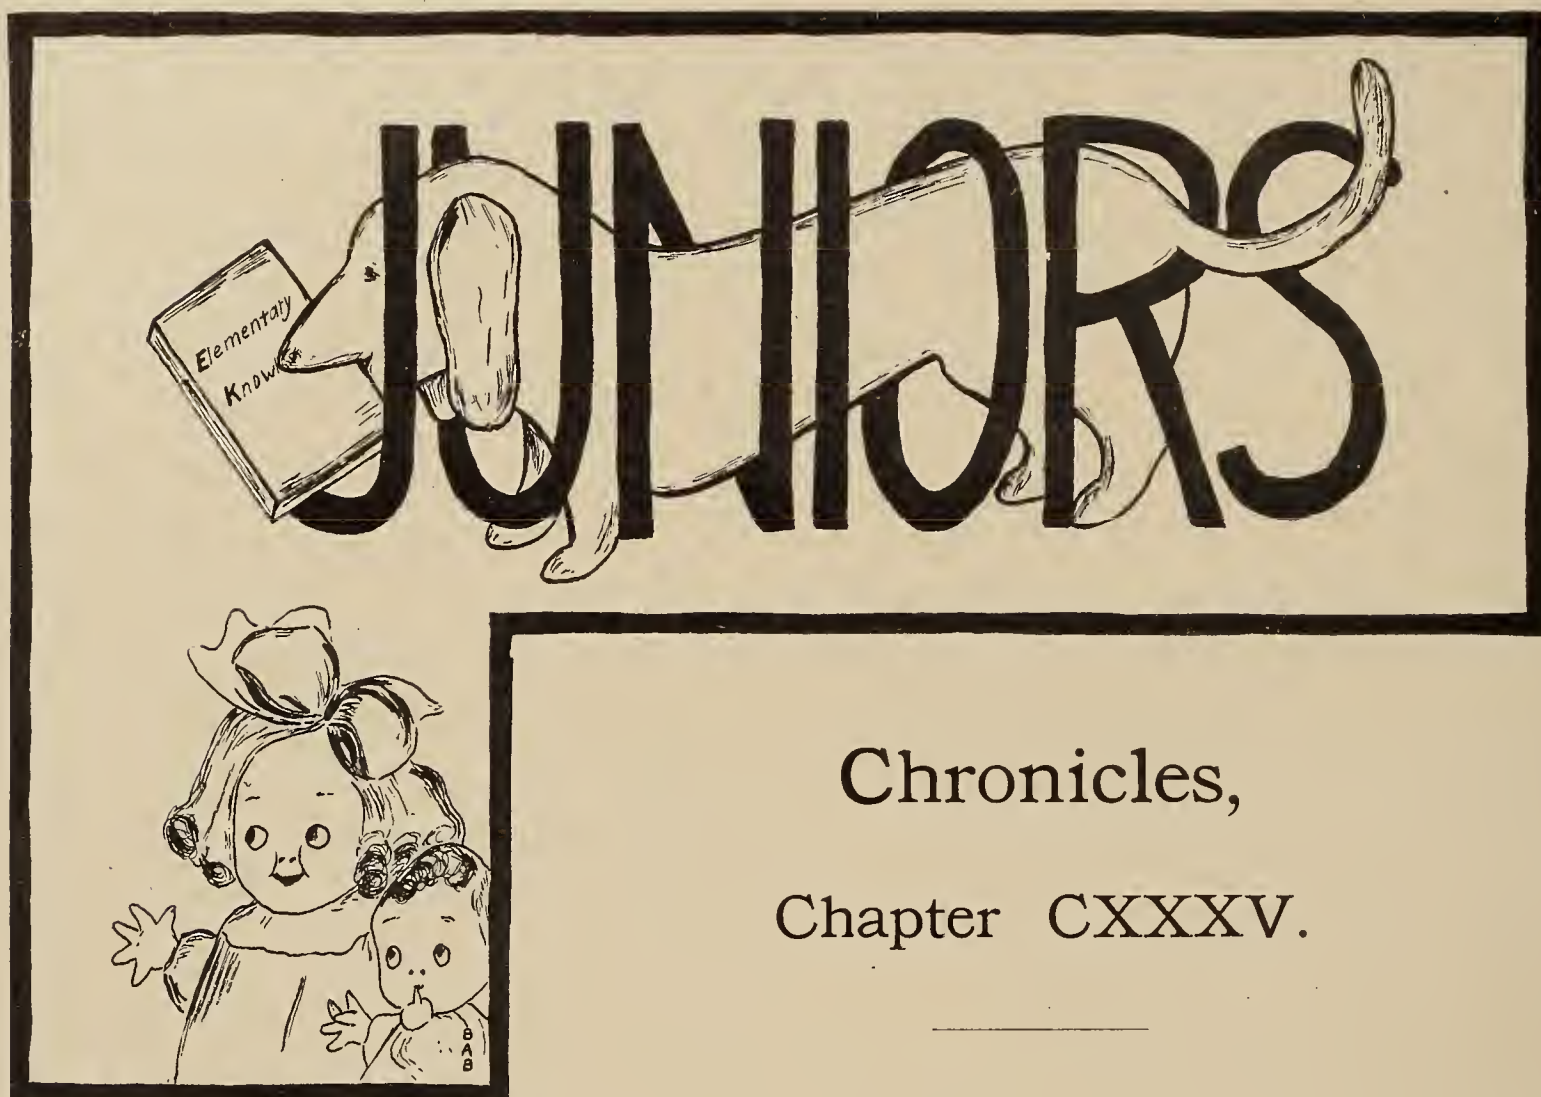 JUNIORS
Elementary
Know
Chronicles,
Chapter CXXXV.
BAB